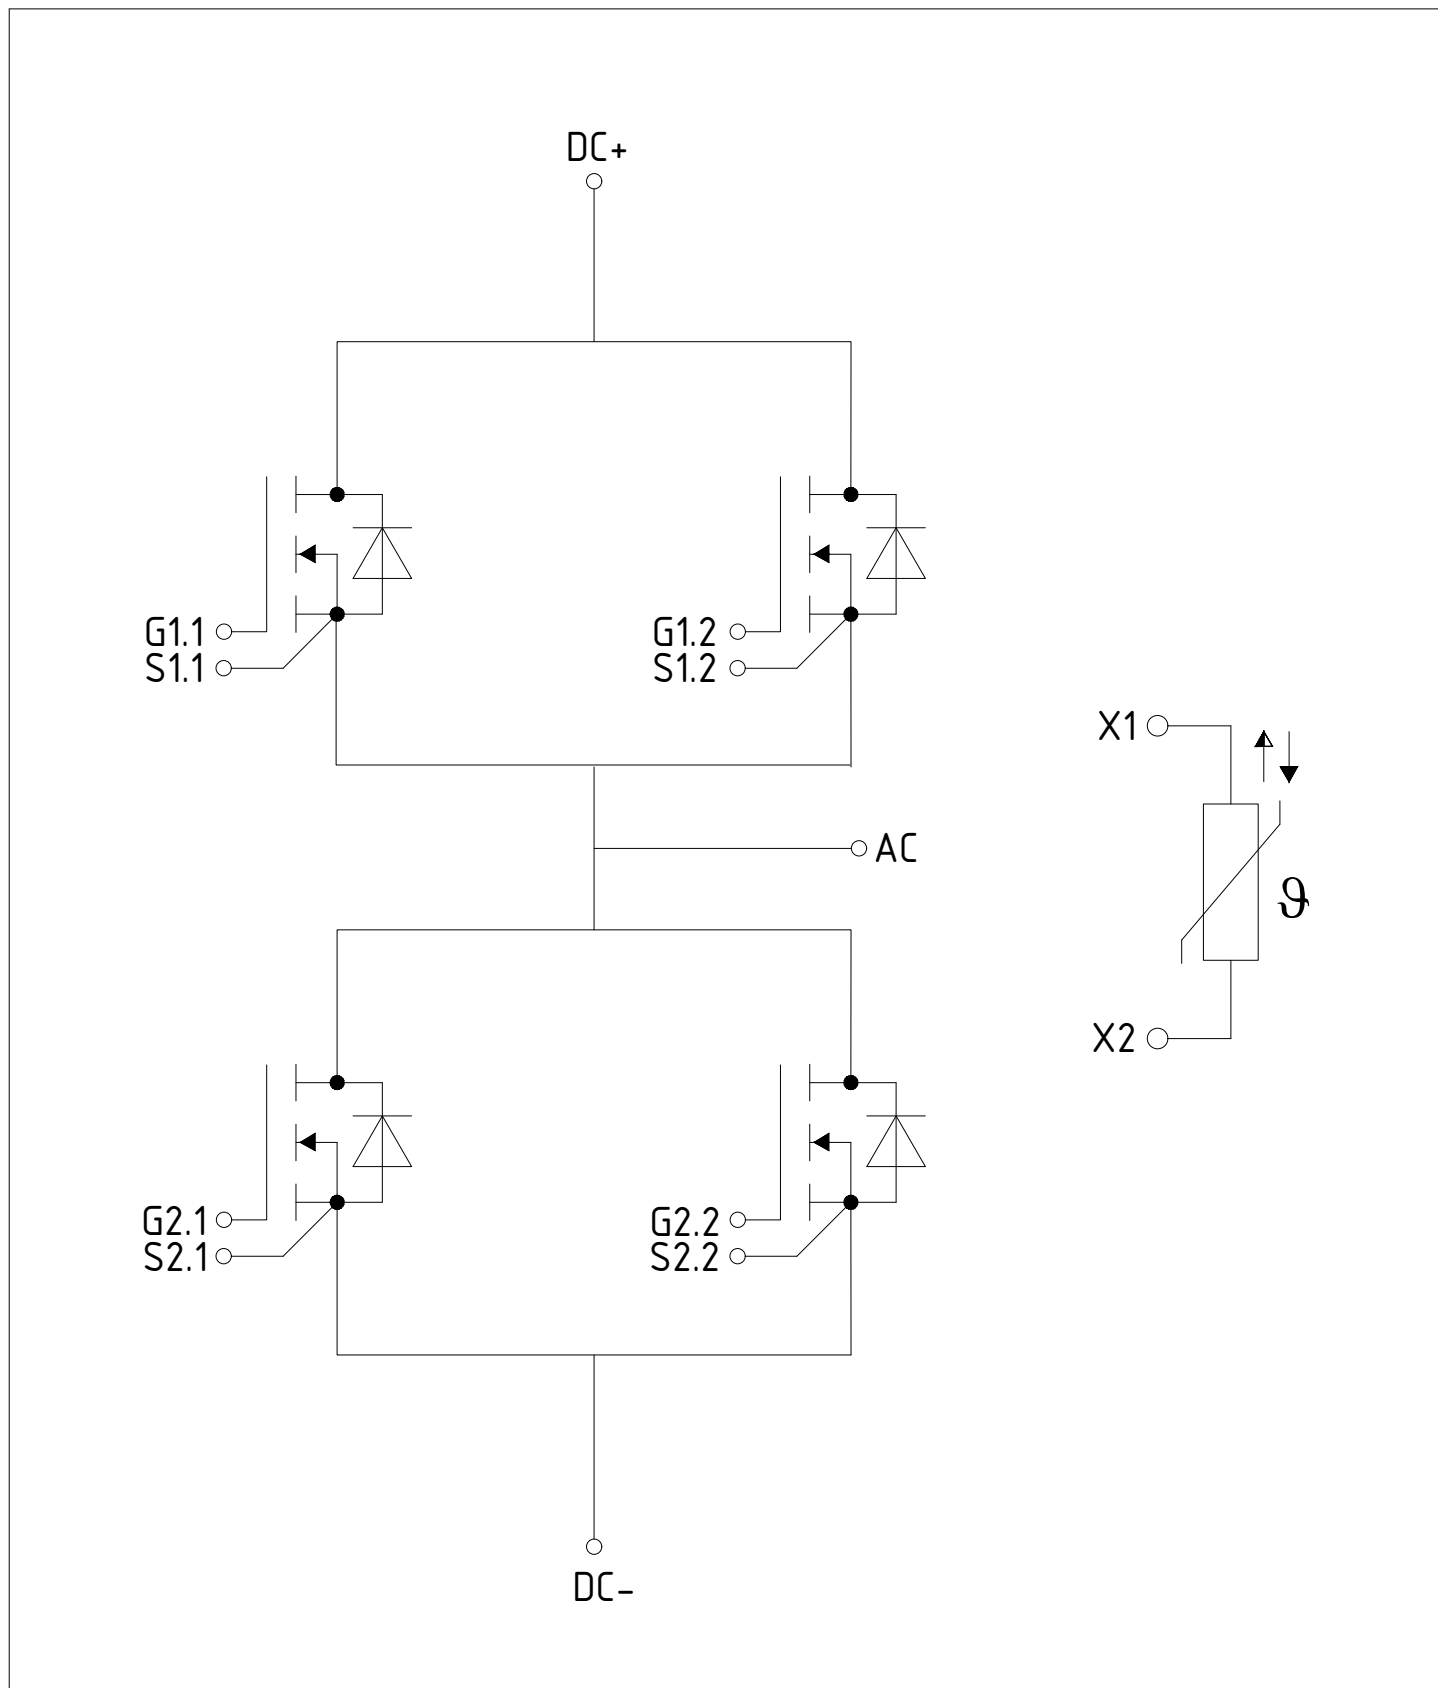 DC+
G1.1
S1.1
G1.2
S1.2
X1
AC
ϑ
X2
G2.1
S2.1
G2.2
S2.2
DC-